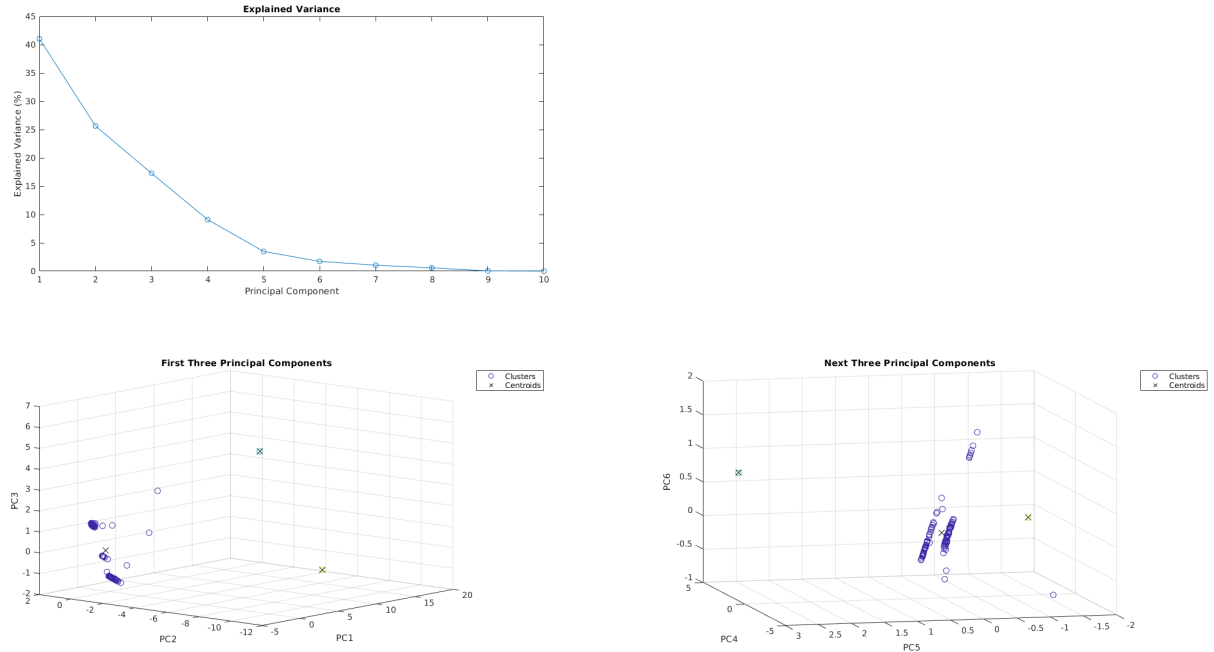 Explained Variance
45
40
35
30
25
20
15
10
5
0
Explained Variance (%)
1 2 3 4 5 6 7 8 9 10
Principal Component
First Three Principal Components
Clusters
Centroids
7
6
5
4
3
2
1
0
-1
-2
PC3
2 0 -2 -4 -6 -8 -10 -12
PC2
-5 0 5 10 15 20
PC1
Next Three Principal Components
Clusters
Centroids
2
1.5
1
0.5
0
-0.5
-1
PC6
5 0 -5
PC4
3 2.5 2 1.5 1 0.5 0 -0.5 -1 -1.5 -2
PC5